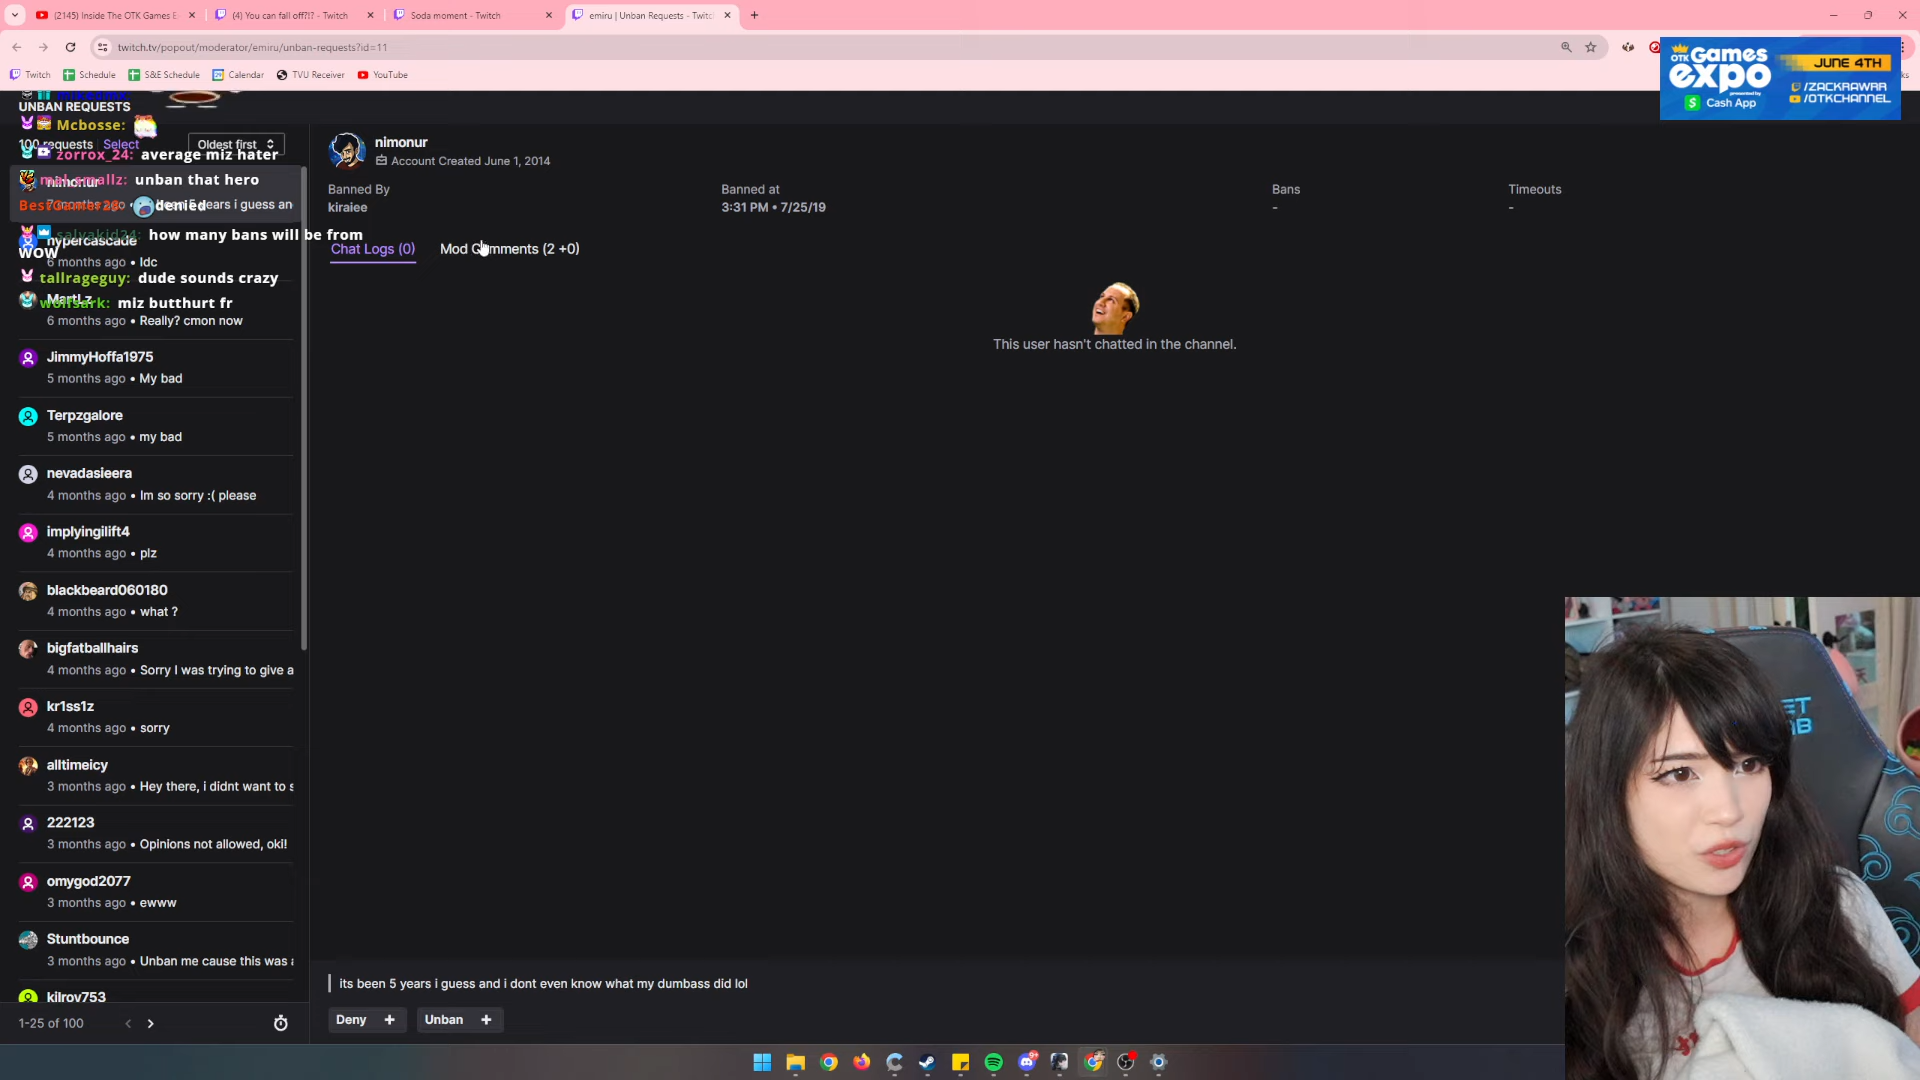 (2145) Inside The OTK Games E
(4) You can fall off?!? - Twitch
Soda moment - Twitch
emiru | Unban Requests - Twitc
twitch.tv/popout/moderator/emiru/unban-requests?id=11
Twitch
Schedule
S&E Schedule
Calendar
TVU Receiver
YouTube
OTK
Games
expo
presented by
Cash App
JUNE 4TH
/ZACKRAWRR
/OTKCHANNEL
UNBAN REQUESTS
Mcbosse:
100 requests
Select
Oldest first
zorrox_24: average miz hater
unban that hero
nimonur
denied
ears i guess an
how many bans will be from
WOW
hypercascade
6 months ago • Idc
tallrageguy: dude sounds crazy
MartLz
wolfsark: miz butthurt fr
6 months ago • Really? cmon now
JimmyHoffa1975
5 months ago • My bad
Terpzgalore
5 months ago • my bad
nevadasieera
4 months ago • Im so sorry :( please
implyingilift4
4 months ago • plz
blackbeard060180
4 months ago • what ?
bigfatballhairs
4 months ago • Sorry I was trying to give a
kr1ss1z
4 months ago • sorry
alltimeicy
3 months ago • Hey there, i didnt want to s
222123
3 months ago • Opinions not allowed, oki!
omygod2077
3 months ago • ewww
Stuntbounce
3 months ago • Unban me cause this was a
kilroy753
1-25 of 100
nimonur
Account Created June 1, 2014
Banned By
kiraiee
Banned at
3:31 PM • 7/25/19
Bans
-
Timeouts
-
Chat Logs (0)
Mod Comments (2 +0)
This user hasn't chatted in the channel.
its been 5 years i guess and i dont even know what my dumbass did lol
Deny
Unban